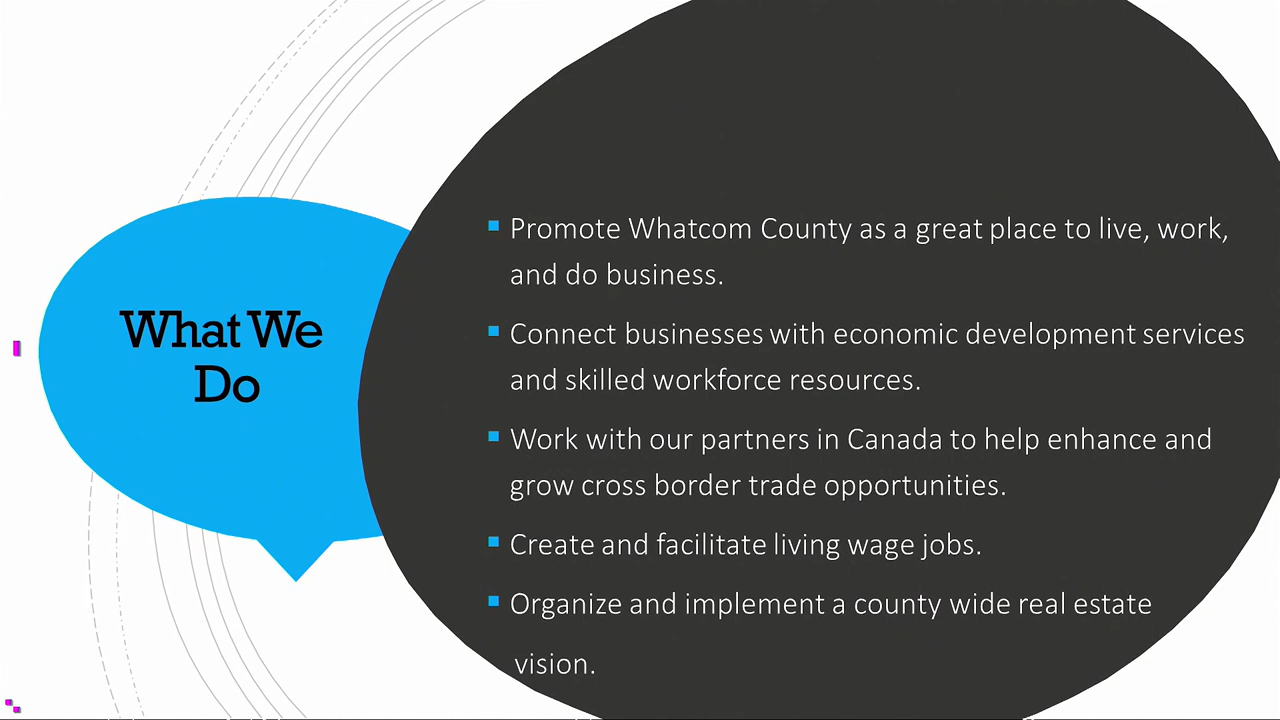 What We
Do
Promote Whatcom County as a great place to live, work,
and do business.
Connect businesses with economic development services
and skilled workforce resources.
Work with our partners in Canada to help enhance and
grow cross border trade opportunities.
Create and facilitate living wage jobs.
Organize and implement a county wide real estate
vision.